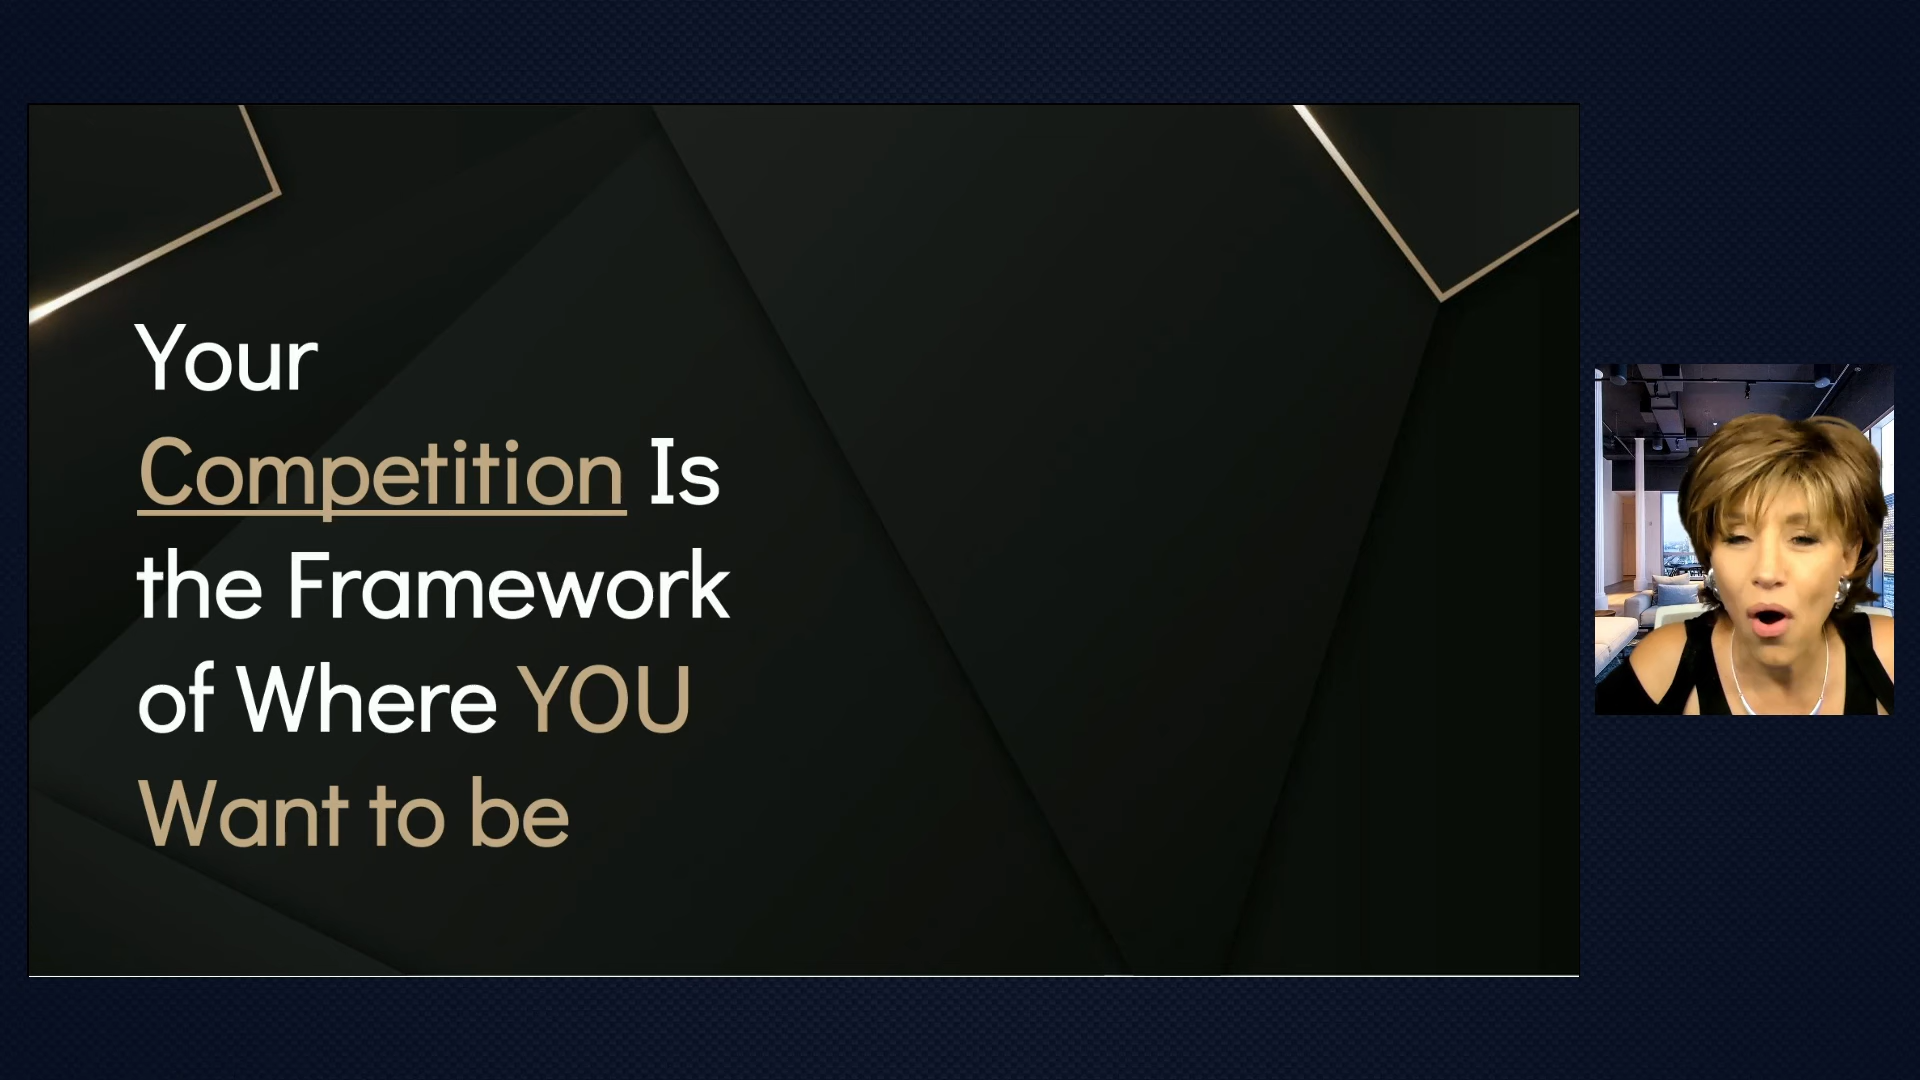 Your
Competition Is
the Framework
of Where YOU
Want to be